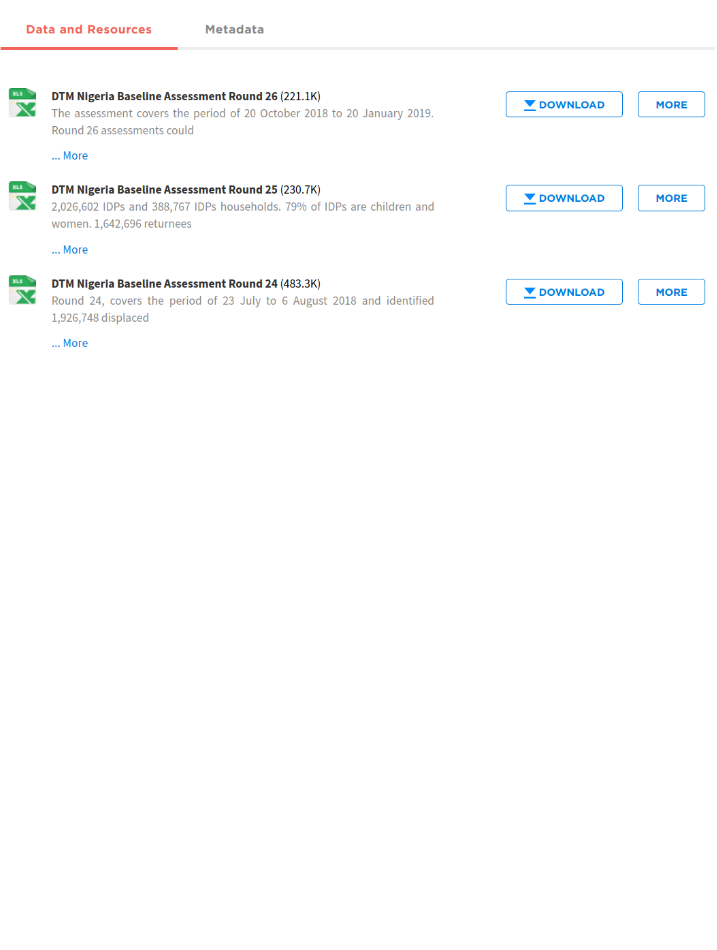 Data and Resources
Metadata
XLS
DTM Nigeria Baseline Assessment Round 26 (221.1K)
The assessment covers the period of 20 October 2018 to 20 January 2019.
Round 26 assessments could
... More
DOWNLOAD
MORE
XLS
DTM Nigeria Baseline Assessment Round 25 (230.7K)
2,026,602 IDPs and 388,767 IDPs households. 79% of IDPs are children and
women. 1,642,696 returnees
... More
DOWNLOAD
MORE
XLS
DTM Nigeria Baseline Assessment Round 24 (483.3K)
Round 24, covers the period of 23 July to 6 August 2018 and identified
1,926,748 displaced
... More
DOWNLOAD
MORE